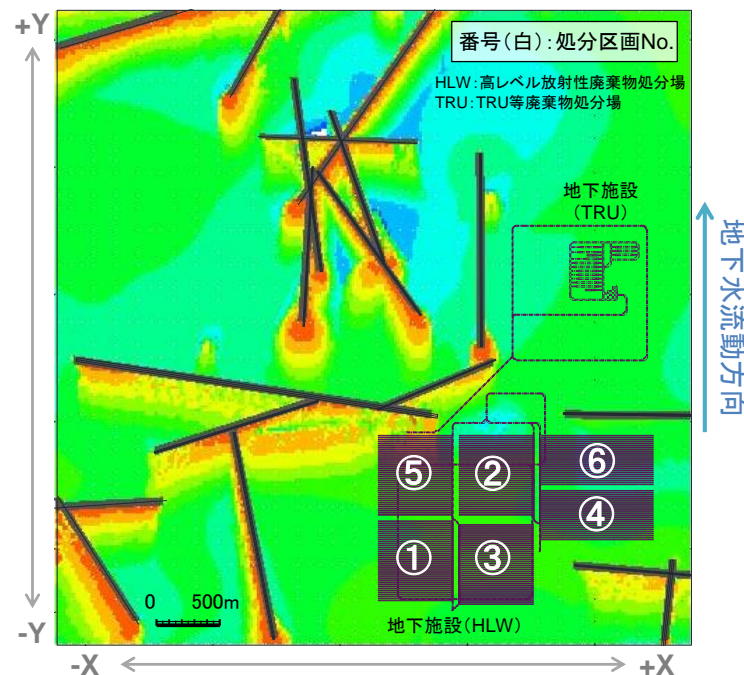 +Y
番号(白):処分区画No.
HLW:高レベル放射性廃棄物処分場
TRU:TRU等廃棄物処分場
地下施設
(TRU)
地下水流動方向
⑤
②
⑥
④
①
③
0 500m
地下施設(HLW)
-Y
-X
+X